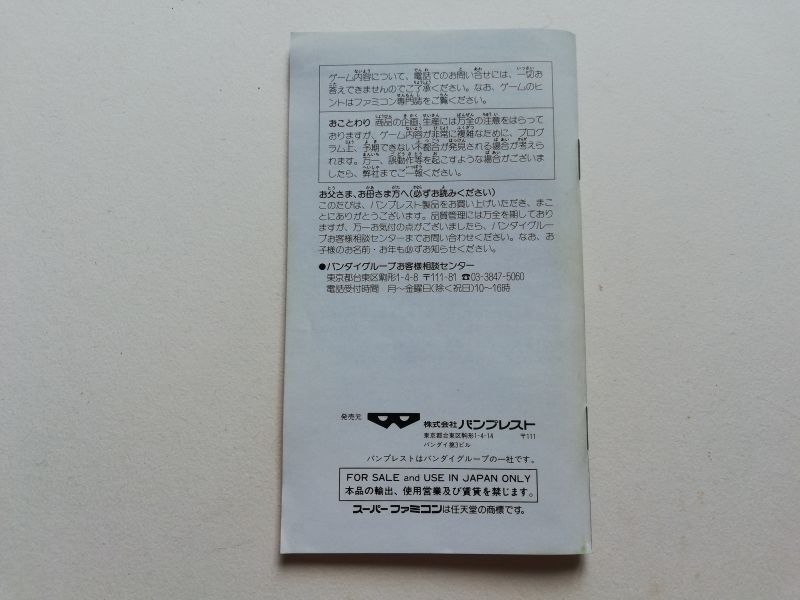 ゲーム内容について、電話でのお問い合せには、一切お
答えできませんのでご了承ください。なお、ゲームのヒ
ントはファミコン専門誌をご覧ください。
おことわり 商品の企画、生産には万全の注意をはらって
おりますが、ゲーム内容が非常に複雑なために、プログ
ラム上、予期できない不都合が発見される場合が考えら
れます。万一、誤動作等を起こすような場合がございま
したら、弊社までご一報ください。
お父さま、お母さま方へ(必ずお読みください)
このたびは、バンプレスト製品をお買い上げいただき、まこ
とにありがとうございます。品質管理には万全を期しており
ますが、万一お気付の点がございましたら、バンダイグルー
プお客様相談センターまでお問い合わせください。なお、お
子様のお名前・お年も必ずお知らせください。
●バンダイグループお客様相談センター
東京都台東区駒形1-4-8 〒111-81 ☎03-3847-5060
電話受付時間 月〜金曜日(除く祝日)10〜16時
発売元 株式会社 バンプレスト
東京都台東区駒形1-4-14 〒111
バンダイ第3ビル
バンプレストはバンダイグループの一社です。
FOR SALE and USE IN JAPAN ONLY
本品の輸出、使用営業及び賃貸を禁じます。
スーパーファミコンは任天堂の商標です。